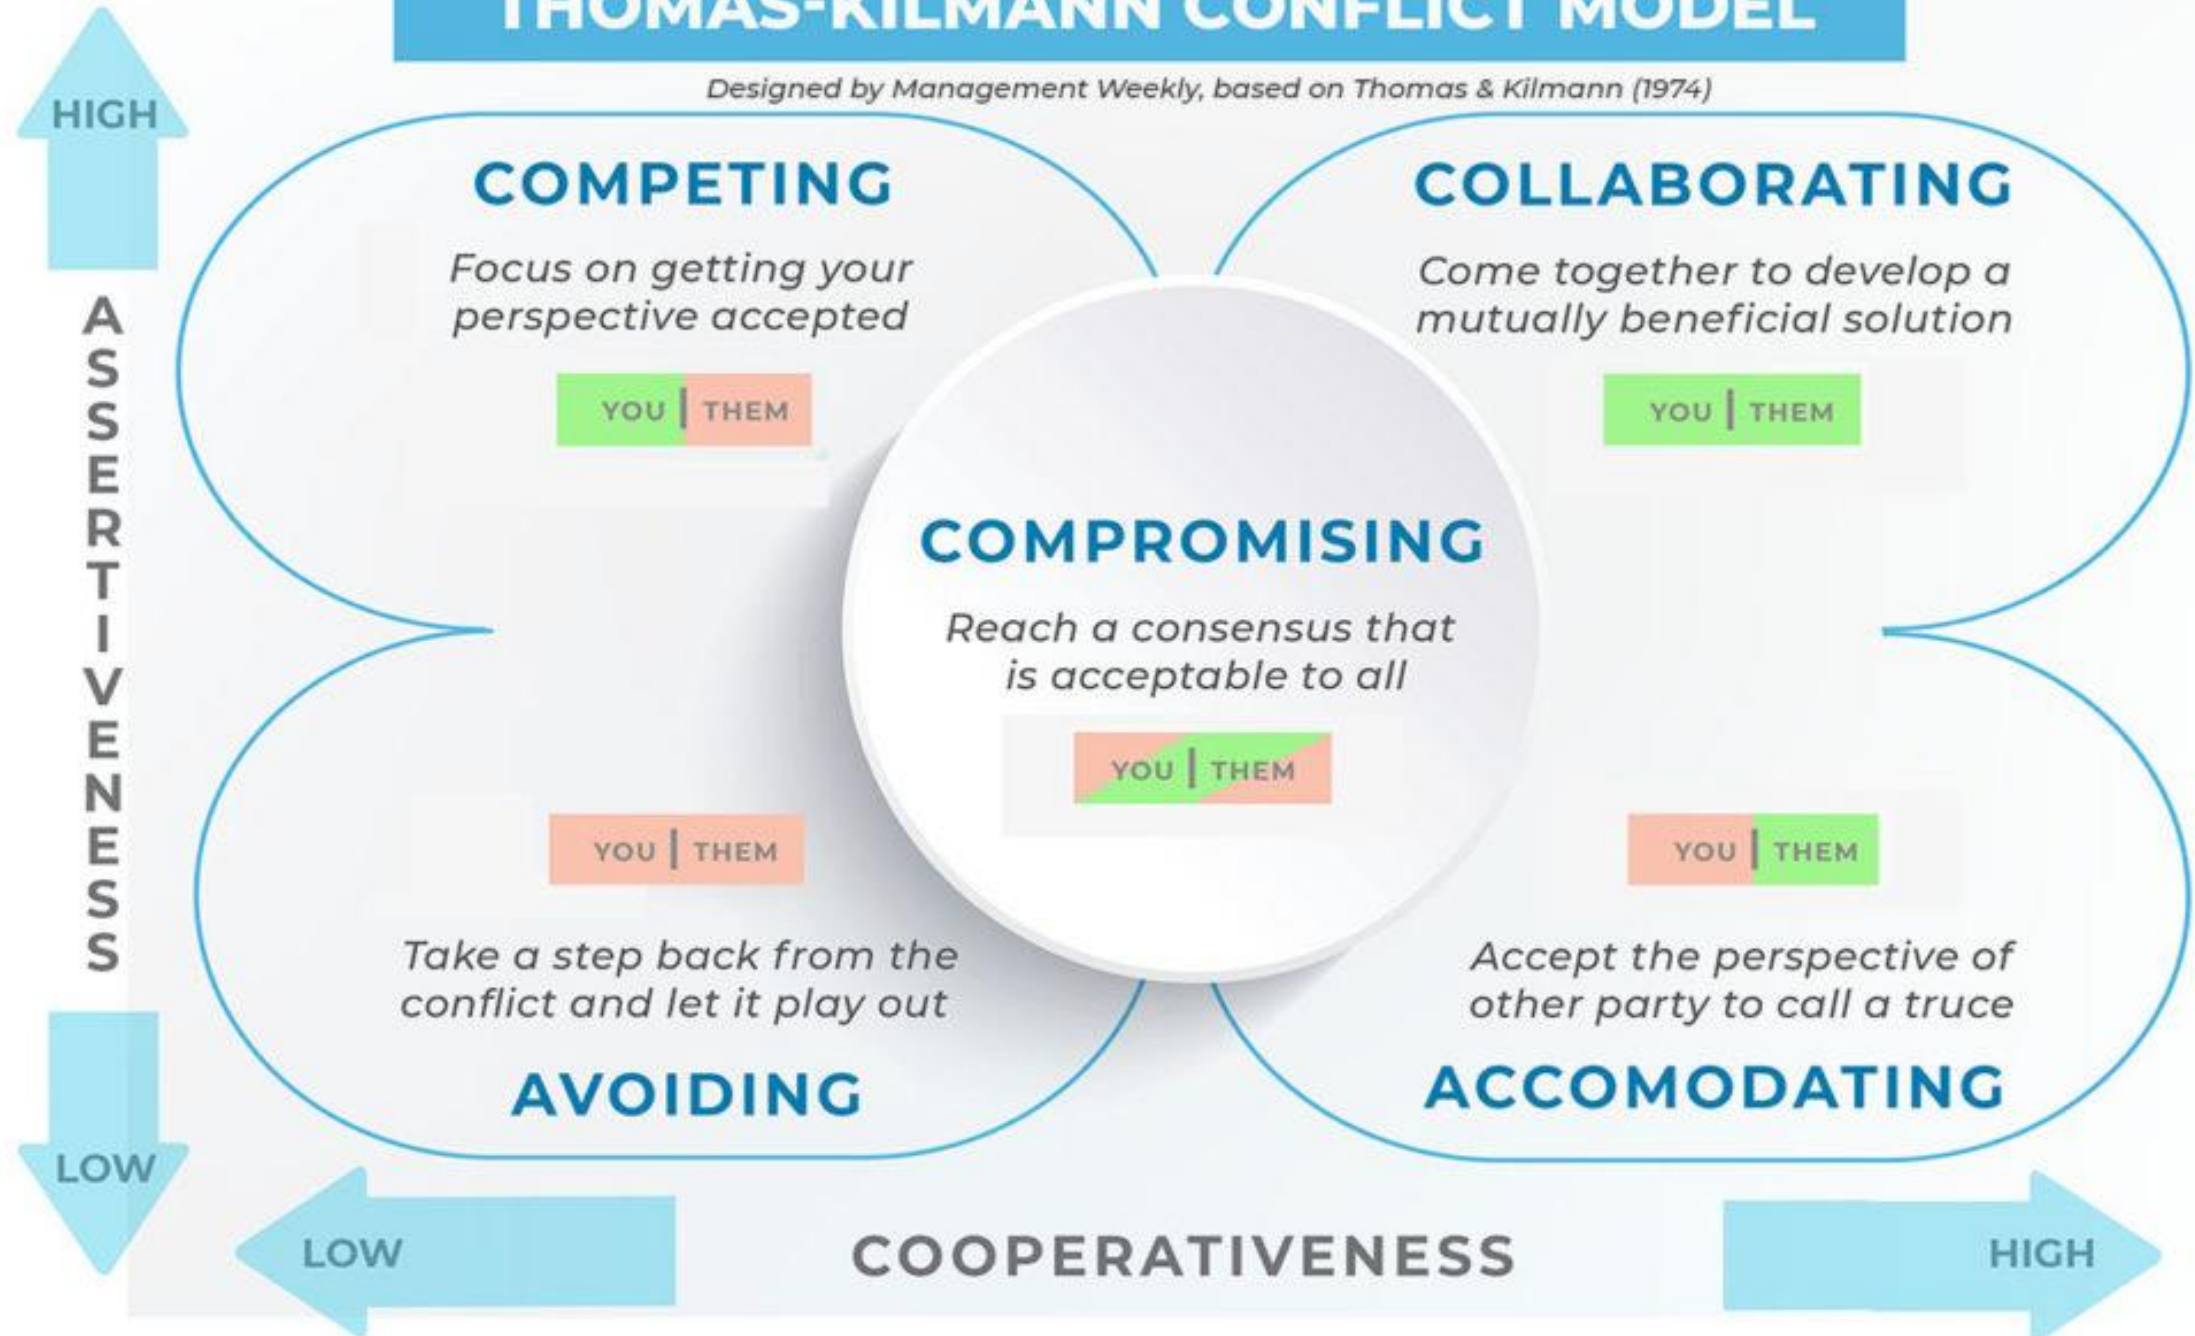 THOMAS-KILMANN CONFLICT MODEL
Designed by Management Weekly, based on Thomas & Kilmann (1974)
HIGH
ASSERTIVENESS
LOW
COMPETING
Focus on getting your
perspective accepted
YOU | THEM
COLLABORATING
Come together to develop a
mutually beneficial solution
YOU | THEM
COMPROMISING
Reach a consensus that
is acceptable to all
YOU | THEM
YOU | THEM
Take a step back from the
conflict and let it play out
AVOIDING
YOU | THEM
Accept the perspective of
other party to call a truce
ACCOMODATING
LOW
COOPERATIVENESS
HIGH